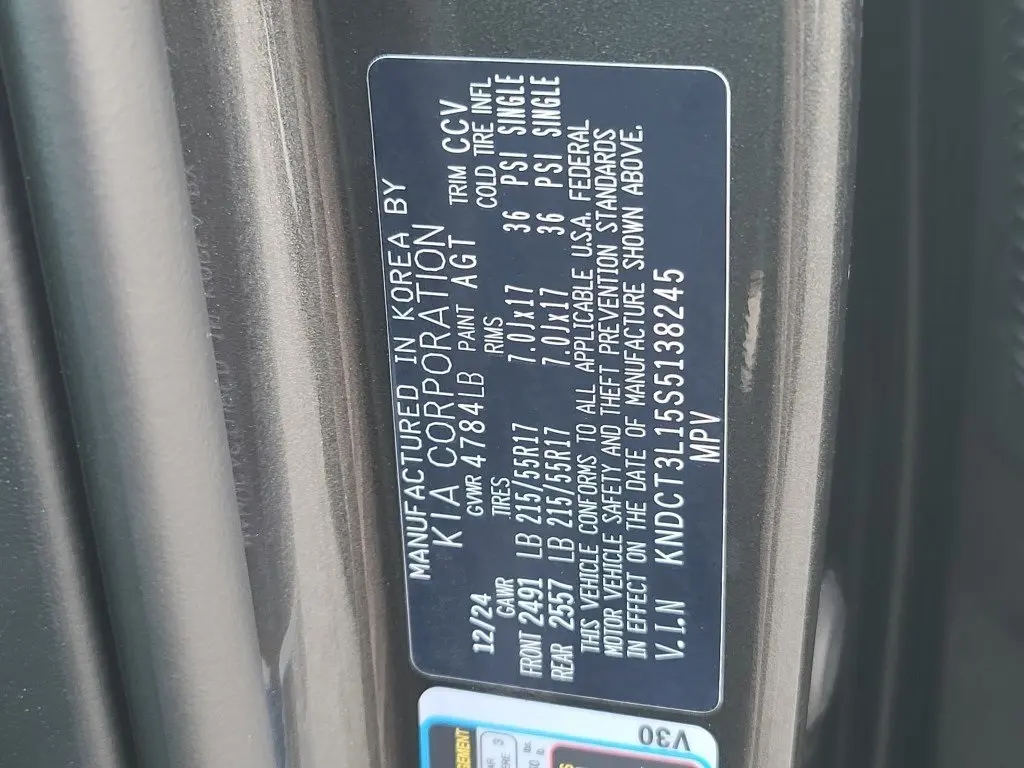 MANUFACTURED IN KOREA BY
KIA CORPORATION
12/24 GVWR 4784LB PAINT AGT TRIM CCV
GAWR TIRES RIMS COLD TIRE INFL
FRONT 2491 LB 215/55R17 7.0Jx17 36 PSI SINGLE
REAR 2557 LB 215/55R17 7.0Jx17 36 PSI SINGLE
THIS VEHICLE CONFORMS TO ALL APPLICABLE U.S.A. FEDERAL
MOTOR VEHICLE SAFETY AND THEFT PREVENTION STANDARDS
IN EFFECT ON THE DATE OF MANUFACTURE SHOWN ABOVE.
V.I.N KNDCT3L15S5138245
MPV
V30